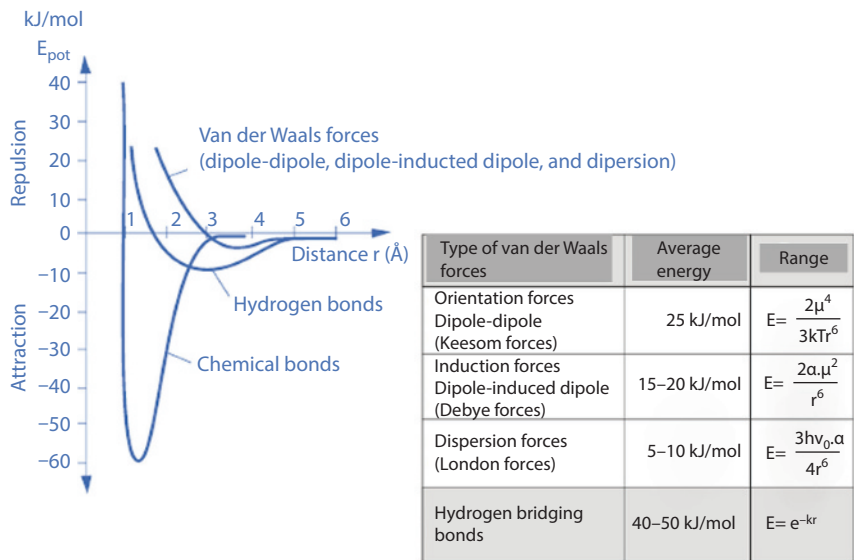 kJ/mol
E_pot
40
30
20
10
0
−10
−20
−30
−40
−50
−60
Repulsion
Attraction
1 2 3 4 5 6
Distance r (Å)
Van der Waals forces
(dipole-dipole, dipole-inducted dipole, and dipersion)
Hydrogen bonds
Chemical bonds
Type of van der Waals
forces
Average
energy
Range
Orientation forces
Dipole-dipole
(Keesom forces)
25 kJ/mol
E= 2μ⁴ / 3kTr⁶
Induction forces
Dipole-induced dipole
(Debye forces)
15–20 kJ/mol
E= 2α.μ² / r⁶
Dispersion forces
(London forces)
5–10 kJ/mol
E= 3hν₀.α / 4r⁶
Hydrogen bridging
bonds
40–50 kJ/mol
E= e⁻ᵏʳ